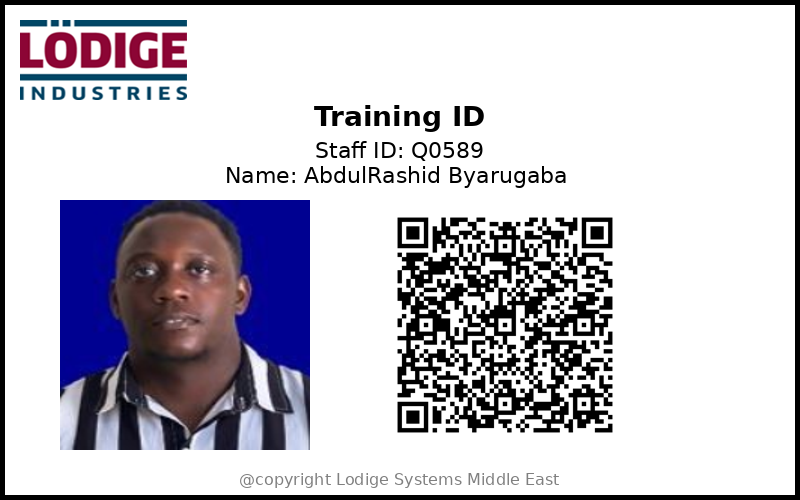 LÖDIGE
INDUSTRIES
Training ID
Staff ID: Q0589
Name: AbdulRashid Byarugaba
@copyright Lodige Systems Middle East